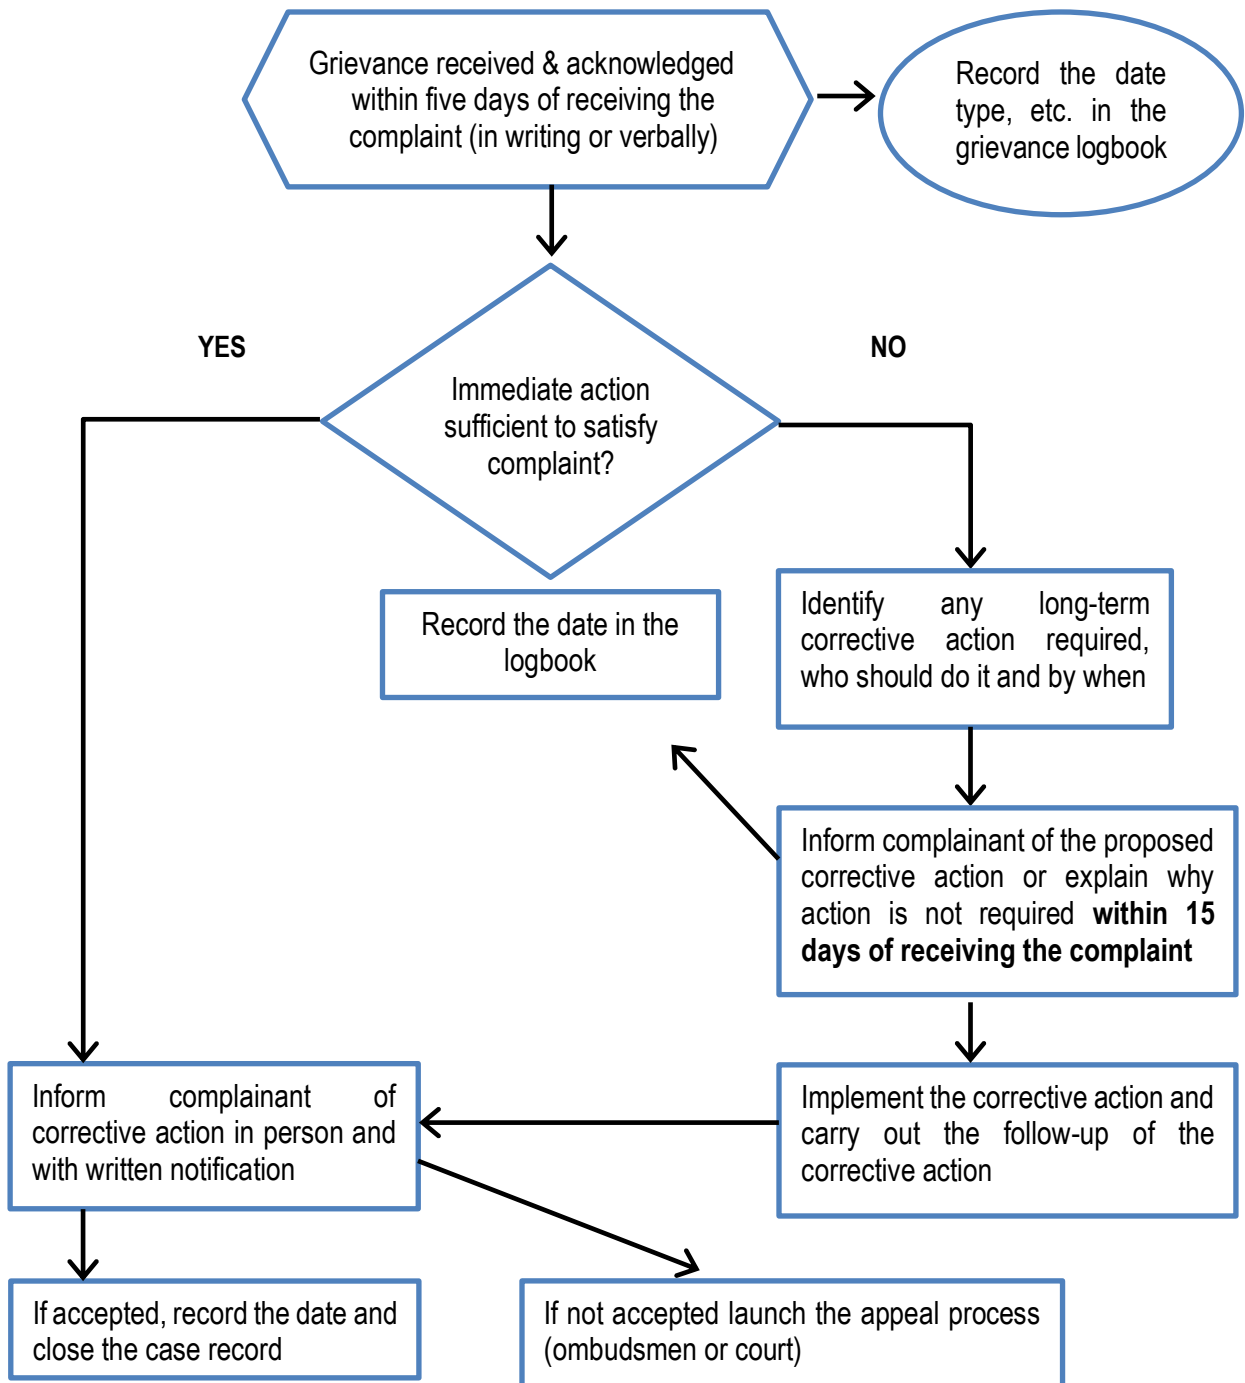 Grievance received & acknowledged
within five days of receiving the
complaint (in writing or verbally)
Record the date
type, etc. in the
grievance logbook
YES
NO
Immediate action
sufficient to satisfy
complaint?
Record the date in the
logbook
Identify any long-term
corrective action required,
who should do it and by when
Inform complainant of the proposed
corrective action or explain why
action is not required within 15
days of receiving the complaint
Inform complainant of
corrective action in person and
with written notification
Implement the corrective action and
carry out the follow-up of the
corrective action
If accepted, record the date and
close the case record
If not accepted launch the appeal process
(ombudsmen or court)